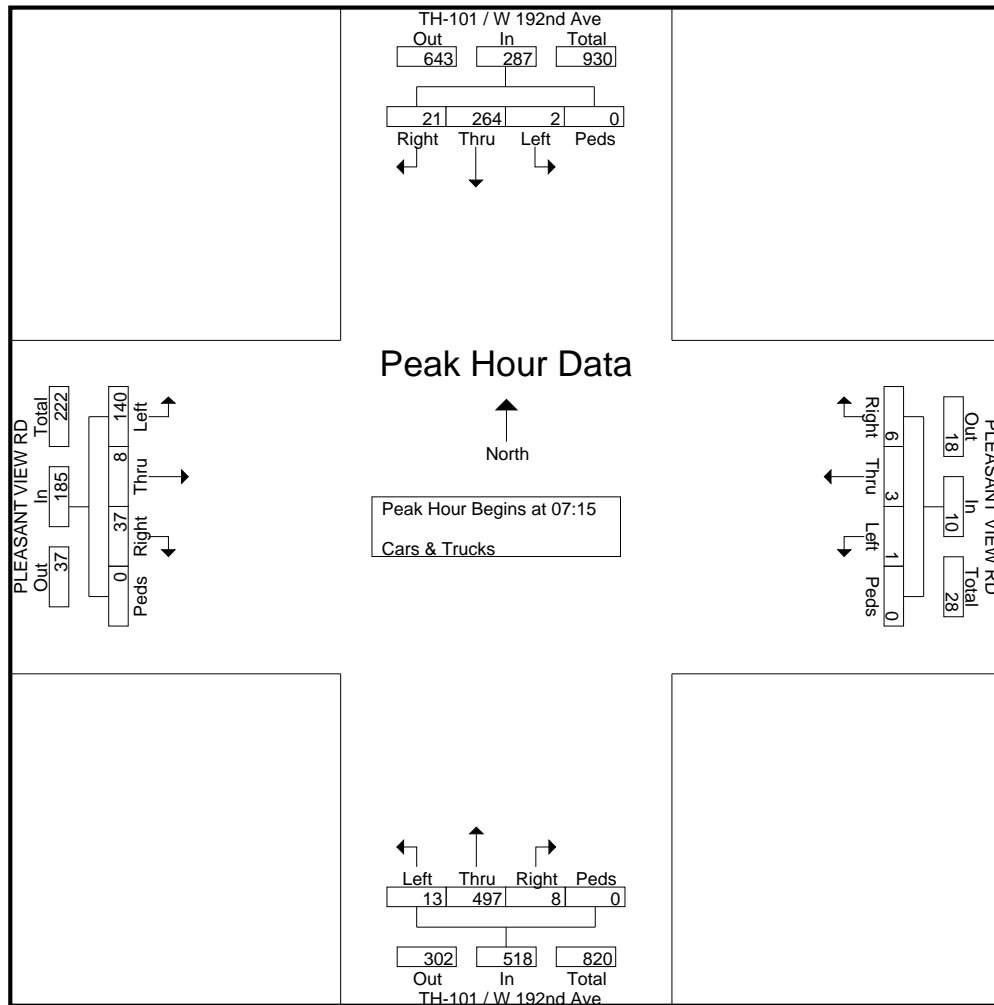 TH-101 / W 192nd Ave
Out In Total
643 287 930
21 264 2 0
Right Thru Left Peds
Peak Hour Data
North
Peak Hour Begins at 07:15
Cars & Trucks
PLEASANT VIEW RD
Out In Total
37 185 222
0 37 8 140
Peds Right Thru Left
PLEASANT VIEW RD
Out In Total
18 10 28
6 3 1 0
Right Thru Left Peds
Left Thru Right Peds
13 497 8 0
302 518 820
Out In Total
TH-101 / W 192nd Ave